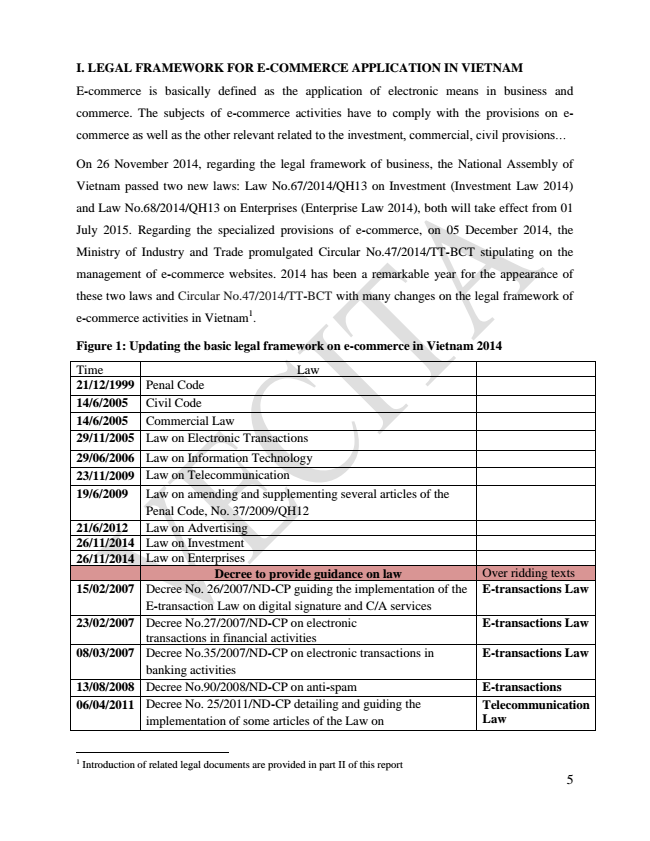 I. LEGAL FRAMEWORK FOR E-COMMERCE APPLICATION IN VIETNAM
E-commerce is basically defined as the application of electronic means in business and
commerce. The subjects of e-commerce activities have to comply with the provisions on e-
commerce as well as the other relevant related to the investment, commercial, civil provisions…
On 26 November 2014, regarding the legal framework of business, the National Assembly of
Vietnam passed two new laws: Law No.67/2014/QH13 on Investment (Investment Law 2014)
and Law No.68/2014/QH13 on Enterprises (Enterprise Law 2014), both will take effect from 01
July 2015. Regarding the specialized provisions of e-commerce, on 05 December 2014, the
Ministry of Industry and Trade promulgated Circular No.47/2014/TT-BCT stipulating on the
management of e-commerce websites. 2014 has been a remarkable year for the appearance of
these two laws and Circular No.47/2014/TT-BCT with many changes on the legal framework of
e-commerce activities in Vietnam1.
Figure 1: Updating the basic legal framework on e-commerce in Vietnam 2014
Time Law
21/12/1999 Penal Code
14/6/2005 Civil Code
14/6/2005 Commercial Law
29/11/2005 Law on Electronic Transactions
29/06/2006 Law on Information Technology
23/11/2009 Law on Telecommunication
19/6/2009 Law on amending and supplementing several articles of the
Penal Code, No. 37/2009/QH12
21/6/2012 Law on Advertising
26/11/2014 Law on Investment
26/11/2014 Law on Enterprises
Decree to provide guidance on law Over ridding texts
15/02/2007 Decree No. 26/2007/ND-CP guiding the implementation of the E-transactions Law
E-transaction Law on digital signature and C/A services
23/02/2007 Decree No.27/2007/ND-CP on electronic E-transactions Law
transactions in financial activities
08/03/2007 Decree No.35/2007/ND-CP on electronic transactions in E-transactions Law
banking activities
13/08/2008 Decree No.90/2008/ND-CP on anti-spam E-transactions
06/04/2011 Decree No. 25/2011/ND-CP detailing and guiding the Telecommunication
implementation of some articles of the Law on Law
1 Introduction of related legal documents are provided in part II of this report
5
VECITA